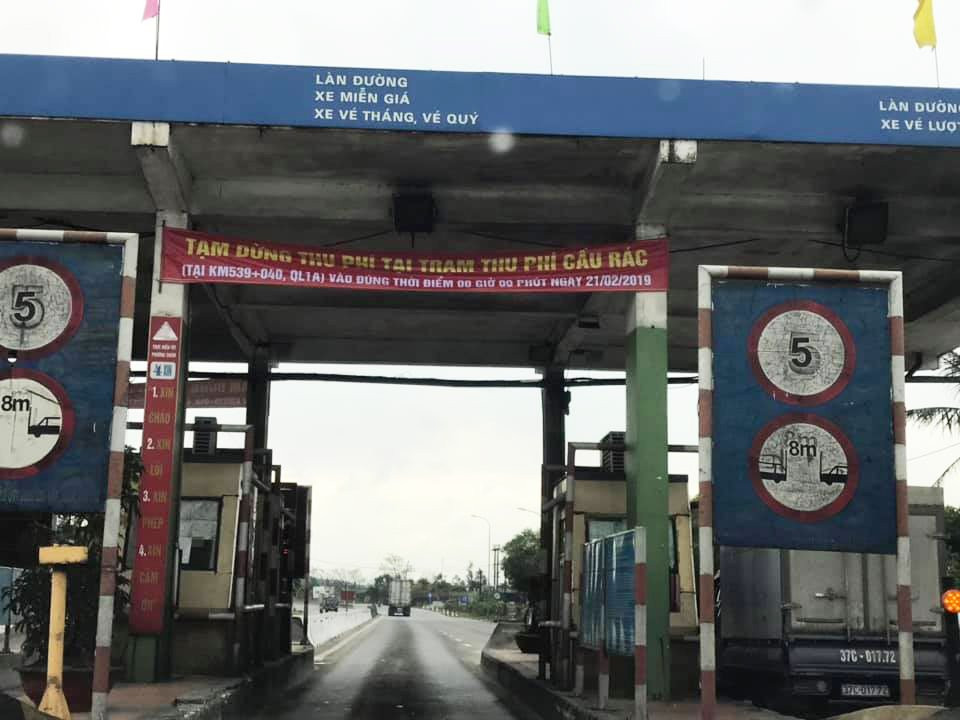 LÀN ĐƯỜNG
XE MIỄN GIÁ
XE VÉ THÁNG, VÉ QUÝ
LÀN ĐƯỜNG
XE VÉ LƯỢT
TẠM DỪNG THU PHÍ TẠI TRẠM THU PHÍ CẦU RÁC
(TẠI KM539+040, QL1A) VÀO ĐÚNG THỜI ĐIỂM 00 GIỜ 00 PHÚT NGÀY 21/02/2019
5
8m
1. XIN
CHÀO
2. XIN
LỖI
3. XIN
PHÉP
4. XIN
CẢM
ƠN
5
8m
37C-017.72
37C-017.72